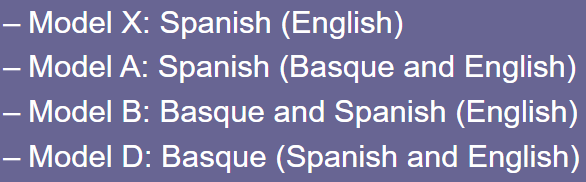 – Model X: Spanish (English)
– Model A: Spanish (Basque and English)
– Model B: Basque and Spanish (English)
– Model D: Basque (Spanish and English)